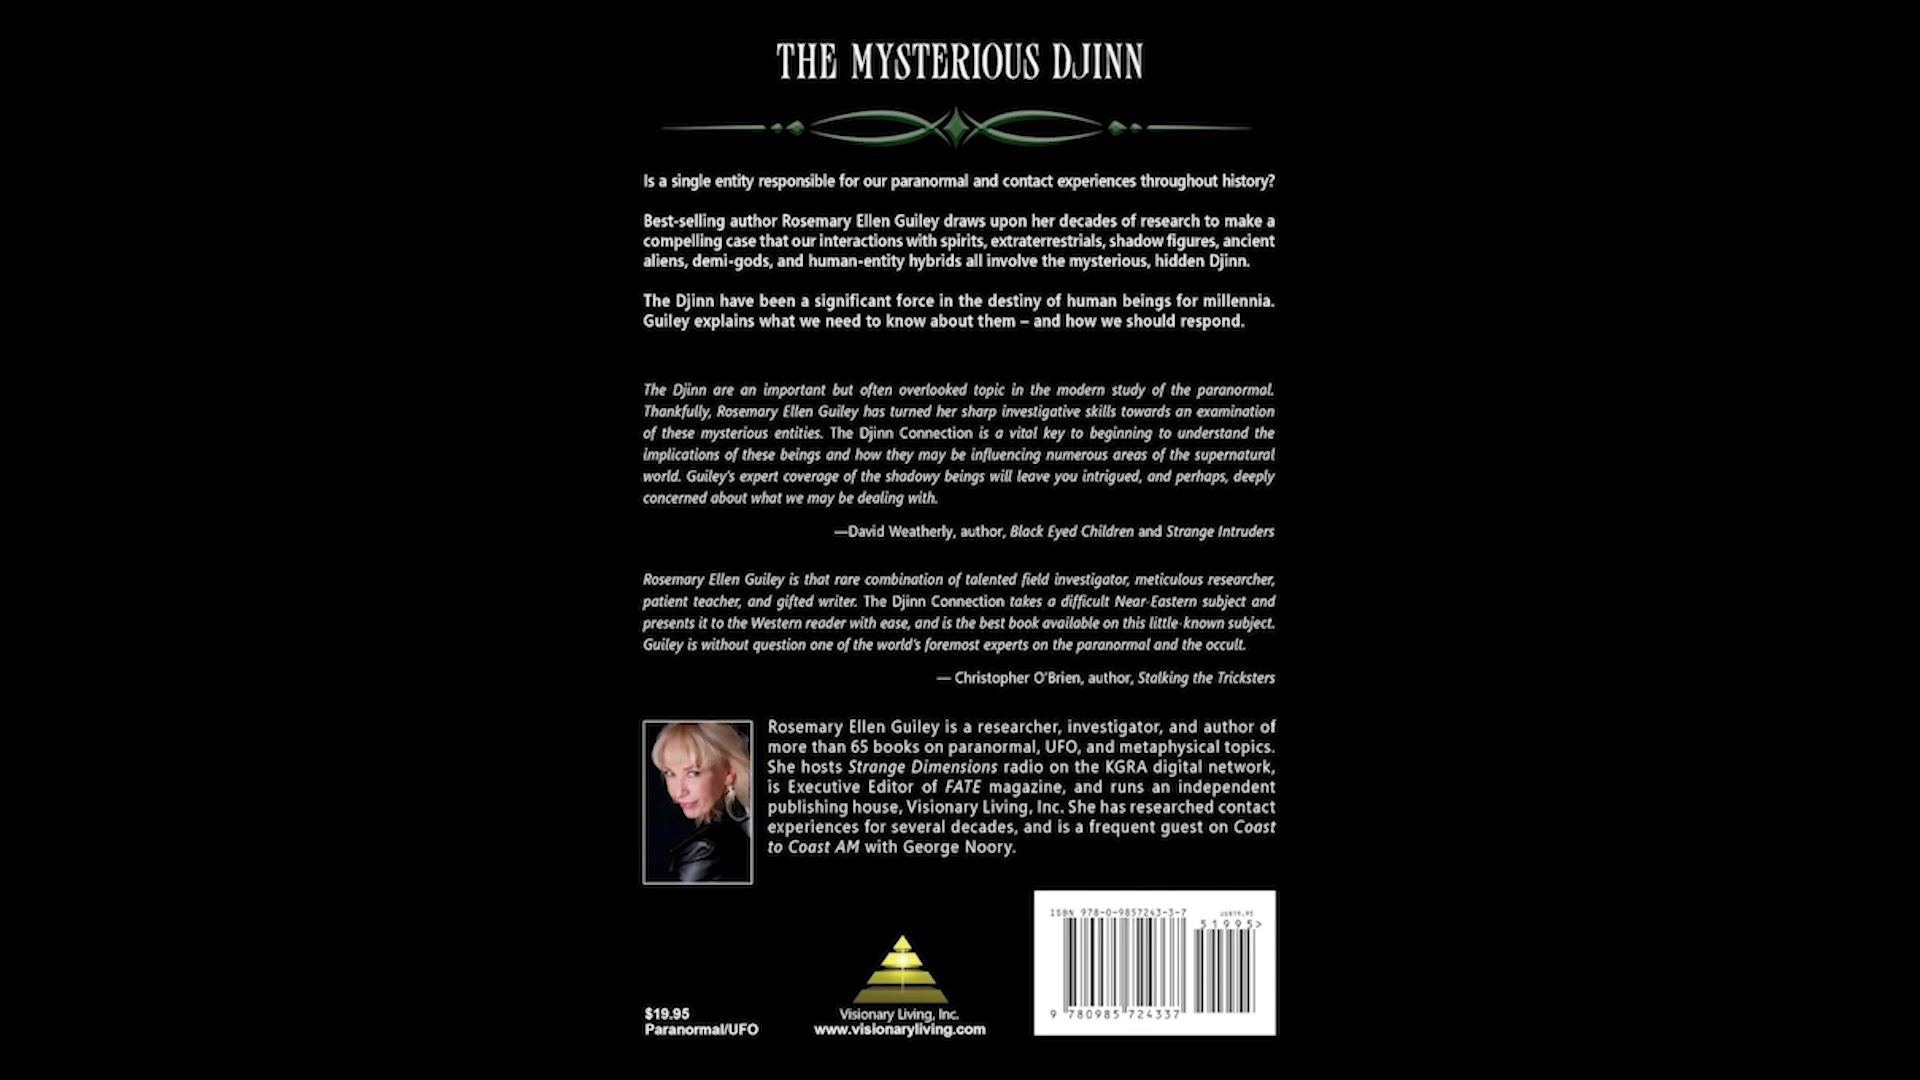 THE MYSTERIOUS DJINN
Is a single entity responsible for our paranormal and contact experiences throughout history?
Best-selling author Rosemary Ellen Guiley draws upon her decades of research to make a
compelling case that our interactions with spirits, extraterrestrials, shadow figures, ancient
aliens, demi-gods, and human-entity hybrids all involve the mysterious, hidden Djinn.
The Djinn have been a significant force in the destiny of human beings for millennia.
Guiley explains what we need to know about them – and how we should respond.
The Djinn are an important but often overlooked topic in the modern study of the paranormal.
Thankfully, Rosemary Ellen Guiley has turned her sharp investigative skills towards an examination
of these mysterious entities. The Djinn Connection is a vital key to beginning to understand the
implications of these beings and how they may be influencing numerous areas of the supernatural
world. Guiley's expert coverage of the shadowy beings will leave you intrigued, and perhaps, deeply
concerned about what we may be dealing with.
—David Weatherly, author, Black Eyed Children and Strange Intruders
Rosemary Ellen Guiley is that rare combination of talented field investigator, meticulous researcher,
patient teacher, and gifted writer. The Djinn Connection takes a difficult Near-Eastern subject and
presents it to the Western reader with ease, and is the best book available on this little-known subject.
Guiley is without question one of the world's foremost experts on the paranormal and the occult.
— Christopher O'Brien, author, Stalking the Tricksters
Rosemary Ellen Guiley is a researcher, investigator, and author of
more than 65 books on paranormal, UFO, and metaphysical topics.
She hosts Strange Dimensions radio on the KGRA digital network,
is Executive Editor of FATE magazine, and runs an independent
publishing house, Visionary Living, Inc. She has researched contact
experiences for several decades, and is a frequent guest on Coast
to Coast AM with George Noory.
ISBN 978-0-9857243-3-7
51995>
9 780985 724337
$19.95
Paranormal/UFO
Visionary Living, Inc.
www.visionaryliving.com